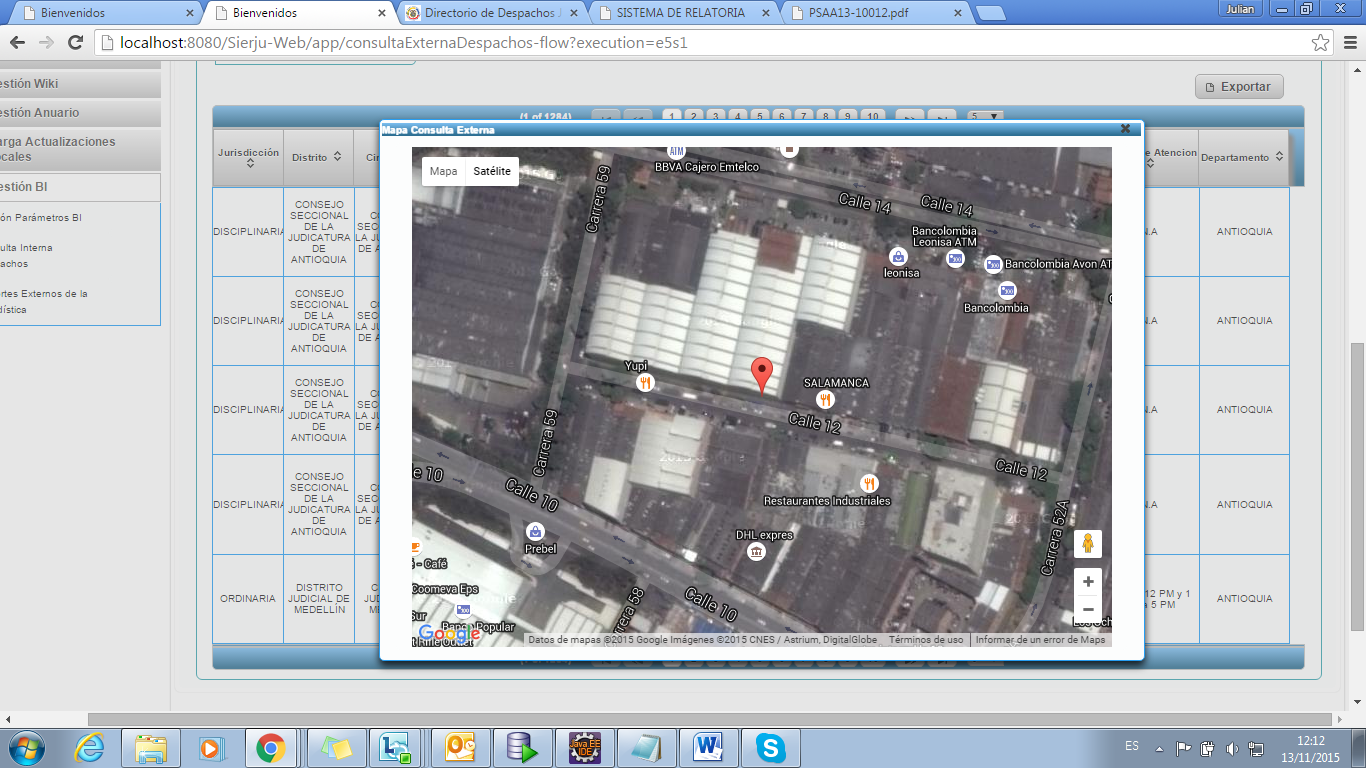 Bienvenidos
Bienvenidos
Directorio de Despachos J
SISTEMA DE RELATORIA
PSAA13-10012.pdf
Julian
localhost:8080/Sierju-Web/app/consultaExternaDespachos-flow?execution=e5s1
estión Wiki
estión Anuario
arga Actualizaciones
ocales
estión BI
ión Parámetros BI
ulta Interna
pachos
rtes Externos de la
dística
Exportar
(1 of 1284)
1 2 3 4 5 6 7 8 9 10
5
Jurisdicción
Distrito
e Atencion
Departamento
DISCIPLINARIA
CONSEJO
SECCIONAL
DE LA
JUDICATURA
DE
ANTIOQUIA
ANTIOQUIA
DISCIPLINARIA
CONSEJO
SECCIONAL
DE LA
JUDICATURA
DE
ANTIOQUIA
ANTIOQUIA
DISCIPLINARIA
CONSEJO
SECCIONAL
DE LA
JUDICATURA
DE
ANTIOQUIA
ANTIOQUIA
DISCIPLINARIA
CONSEJO
SECCIONAL
DE LA
JUDICATURA
DE
ANTIOQUIA
ANTIOQUIA
ORDINARIA
DISTRITO
JUDICIAL DE
MEDELLÍN
12 PM y 1
a 5 PM
ANTIOQUIA
Mapa Consulta Externa
Mapa
Satélite
ATM
BBVA Cajero Emtelco
Carrera 59
Calle 14
Calle 14
Bancolombia
Leonisa ATM
leonisa
Bancolombia Avon AT
Bancolombia
Yupi
SALAMANCA
Calle 12
Calle 12
Carrera 59
Calle 10
Restaurantes Industriales
DHL expres
Prebel
Carrera 52A
- Café
Coomeva Eps
Banco Popular
Calle 10
Google
Datos de mapas ©2015 Google Imágenes ©2015 CNES / Astrium, DigitalGlobe
Términos de uso
Informar de un error de Maps
ES
12:12
13/11/2015